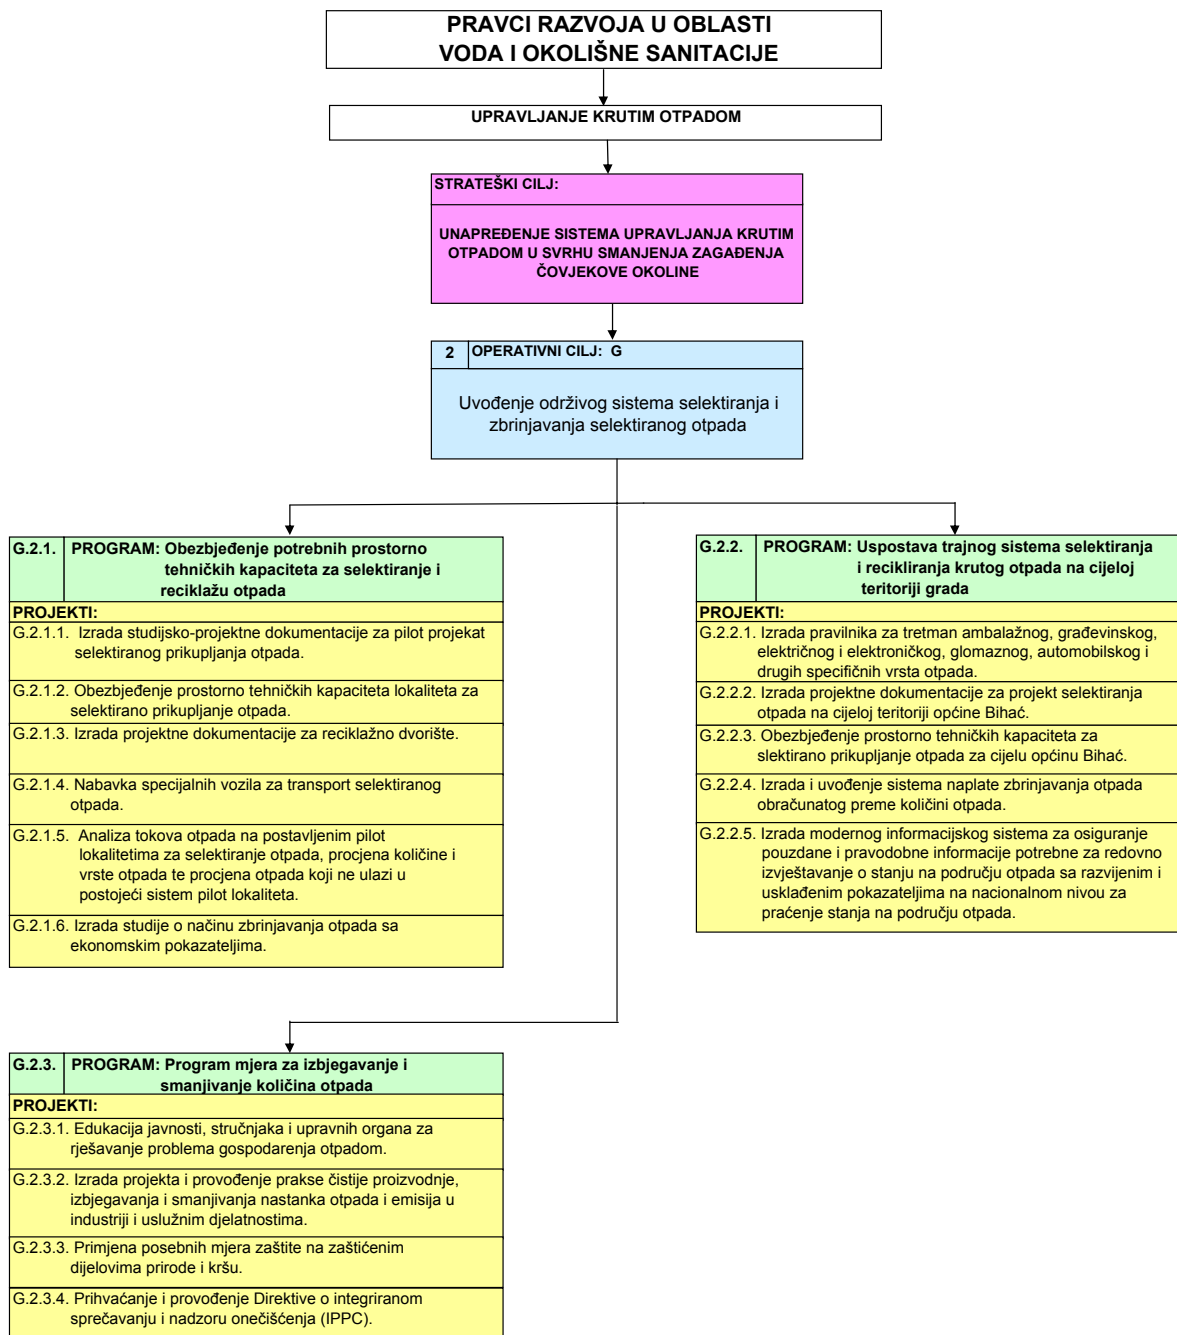 PRAVCI RAZVOJA U OBLASTI
VODA I OKOLIŠNE SANITACIJE
UPRAVLJANJE KRUTIM OTPADOM
STRATEŠKI CILJ:
UNAPREĐENJE SISTEMA UPRAVLJANJA KRUTIM
OTPADOM U SVRHU SMANJENJA ZAGAĐENJA
ČOVJEKOVE OKOLINE
2 OPERATIVNI CILJ: G
Uvođenje održivog sistema selektiranja i
zbrinjavanja selektiranog otpada
G.2.1. PROGRAM: Obezbjeđenje potrebnih prostorno
tehničkih kapaciteta za selektiranje i
reciklažu otpada
PROJEKTI:
G.2.1.1. Izrada studijsko-projektne dokumentacije za pilot projekat
selektiranog prikupljanja otpada.
G.2.1.2. Obezbjeđenje prostorno tehničkih kapaciteta lokaliteta za
selektirano prikupljanje otpada.
G.2.1.3. Izrada projektne dokumentacije za reciklažno dvorište.
G.2.1.4. Nabavka specijalnih vozila za transport selektiranog
otpada.
G.2.1.5. Analiza tokova otpada na postavljenim pilot
lokalitetima za selektiranje otpada, procjena količine i
vrste otpada te procjena otpada koji ne ulazi u
postojeći sistem pilot lokaliteta.
G.2.1.6. Izrada studije o načinu zbrinjavanja otpada sa
ekonomskim pokazateljima.
G.2.2. PROGRAM: Uspostava trajnog sistema selektiranja
i recikliranja krutog otpada na cijeloj
teritoriji grada
PROJEKTI:
G.2.2.1. Izrada pravilnika za tretman ambalažnog, građevinskog,
električnog i elektroničkog, glomaznog, automobilskog i
drugih specifičnih vrsta otpada.
G.2.2.2. Izrada projektne dokumentacije za projekt selektiranja
otpada na cijeloj teritoriji općine Bihać.
G.2.2.3. Obezbjeđenje prostorno tehničkih kapaciteta za
slektirano prikupljanje otpada za cijelu općinu Bihać.
G.2.2.4. Izrada i uvođenje sistema naplate zbrinjavanja otpada
obračunatog preme količini otpada.
G.2.2.5. Izrada modernog informacijskog sistema za osiguranje
pouzdane i pravodobne informacije potrebne za redovno
izvještavanje o stanju na području otpada sa razvijenim i
usklađenim pokazateljima na nacionalnom nivou za
praćenje stanja na području otpada.
G.2.3. PROGRAM: Program mjera za izbjegavanje i
smanjivanje količina otpada
PROJEKTI:
G.2.3.1. Edukacija javnosti, stručnjaka i upravnih organa za
rješavanje problema gospodarenja otpadom.
G.2.3.2. Izrada projekta i provođenje prakse čistije proizvodnje,
izbjegavanja i smanjivanja nastanka otpada i emisija u
industriji i uslužnim djelatnostima.
G.2.3.3. Primjena posebnih mjera zaštite na zaštićenim
dijelovima prirode i kršu.
G.2.3.4. Prihvaćanje i provođenje Direktive o integriranom
sprečavanju i nadzoru onečišćenja (IPPC).